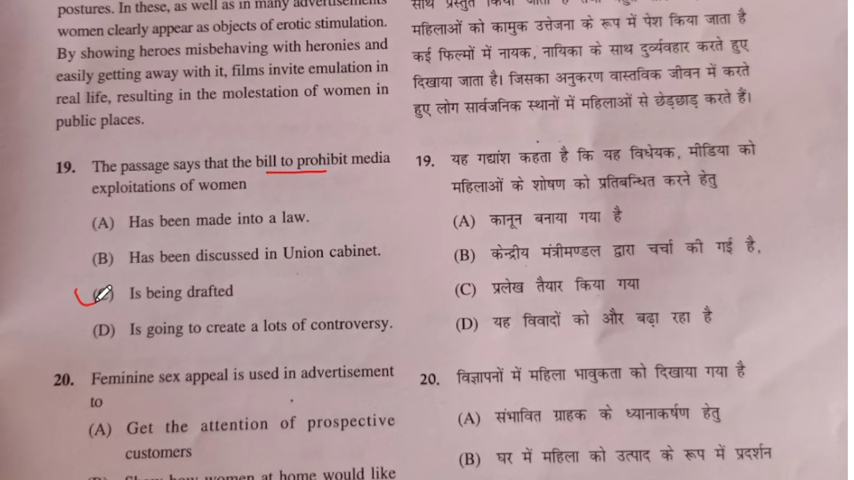 postures. In these, as well as in many advertisements
women clearly appear as objects of erotic stimulation.
By showing heroes misbehaving with heronies and
easily getting away with it, films invite emulation in
real life, resulting in the molestation of women in
public places.
19. The passage says that the bill to prohibit media
exploitations of women
(A) Has been made into a law.
(B) Has been discussed in Union cabinet.
(C) Is being drafted
(D) Is going to create a lots of controversy.
20. Feminine sex appeal is used in advertisement
to
(A) Get the attention of prospective
customers
women at home would like
साथ प्रस्तुत किया जाता
महिलाओं को कामुक उत्तेजना के रूप में पेश किया जाता है
कई फिल्मों में नायक, नायिका के साथ दुर्व्यवहार करते हुए
दिखाया जाता है। जिसका अनुकरण वास्तविक जीवन में करते
हुए लोग सार्वजनिक स्थानों में महिलाओं से छेड़छाड़ करते हैं।
19. यह गद्यांश कहता है कि यह विधेयक, मीडिया को
महिलाओं के शोषण को प्रतिबन्धित करने हेतु
(A) कानून बनाया गया है
(B) केन्द्रीय मंत्रीमण्डल द्वारा चर्चा की गई है,
(C) प्रलेख तैयार किया गया
(D) यह विवादों को और बढ़ा रहा है
20. विज्ञापनों में महिला भावुकता को दिखाया गया है
(A) संभावित ग्राहक के ध्यानाकर्षण हेतु
(B) घर में महिला को उत्पाद के रूप में प्रदर्शन